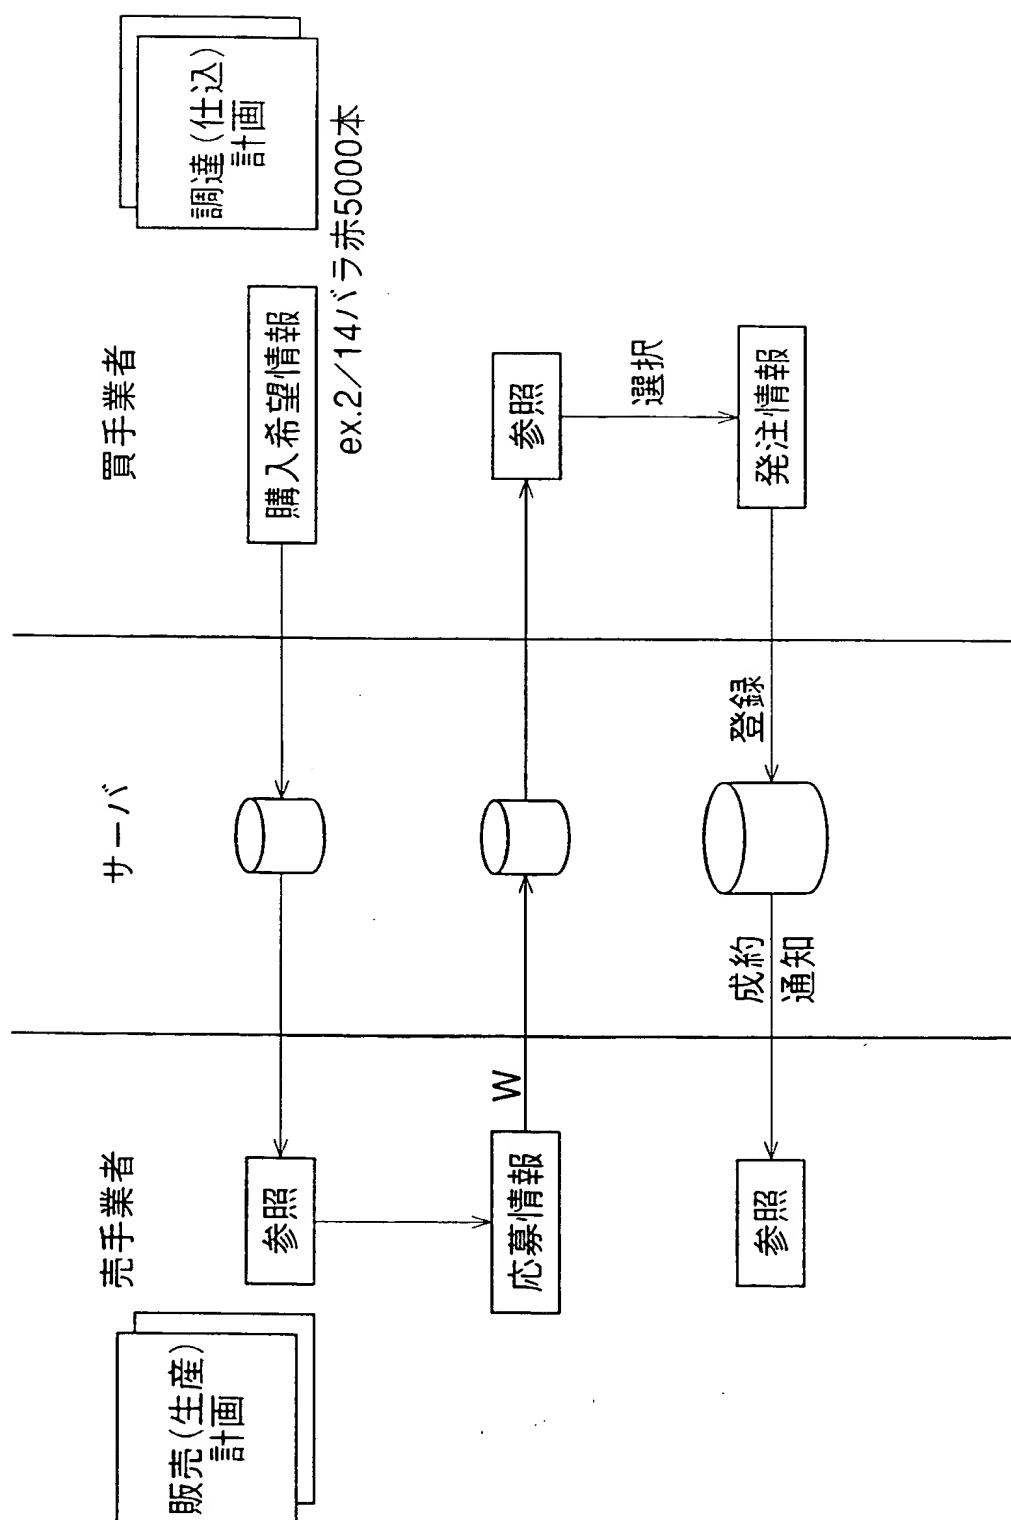 売手業者
サーバ
買手業者
販売(生産)
計画
調達(仕込)
計画
参照
購入希望情報
ex.2/14バラ赤5000本
応募情報
W
参照
選択
参照
成約
通知
登録
発注情報